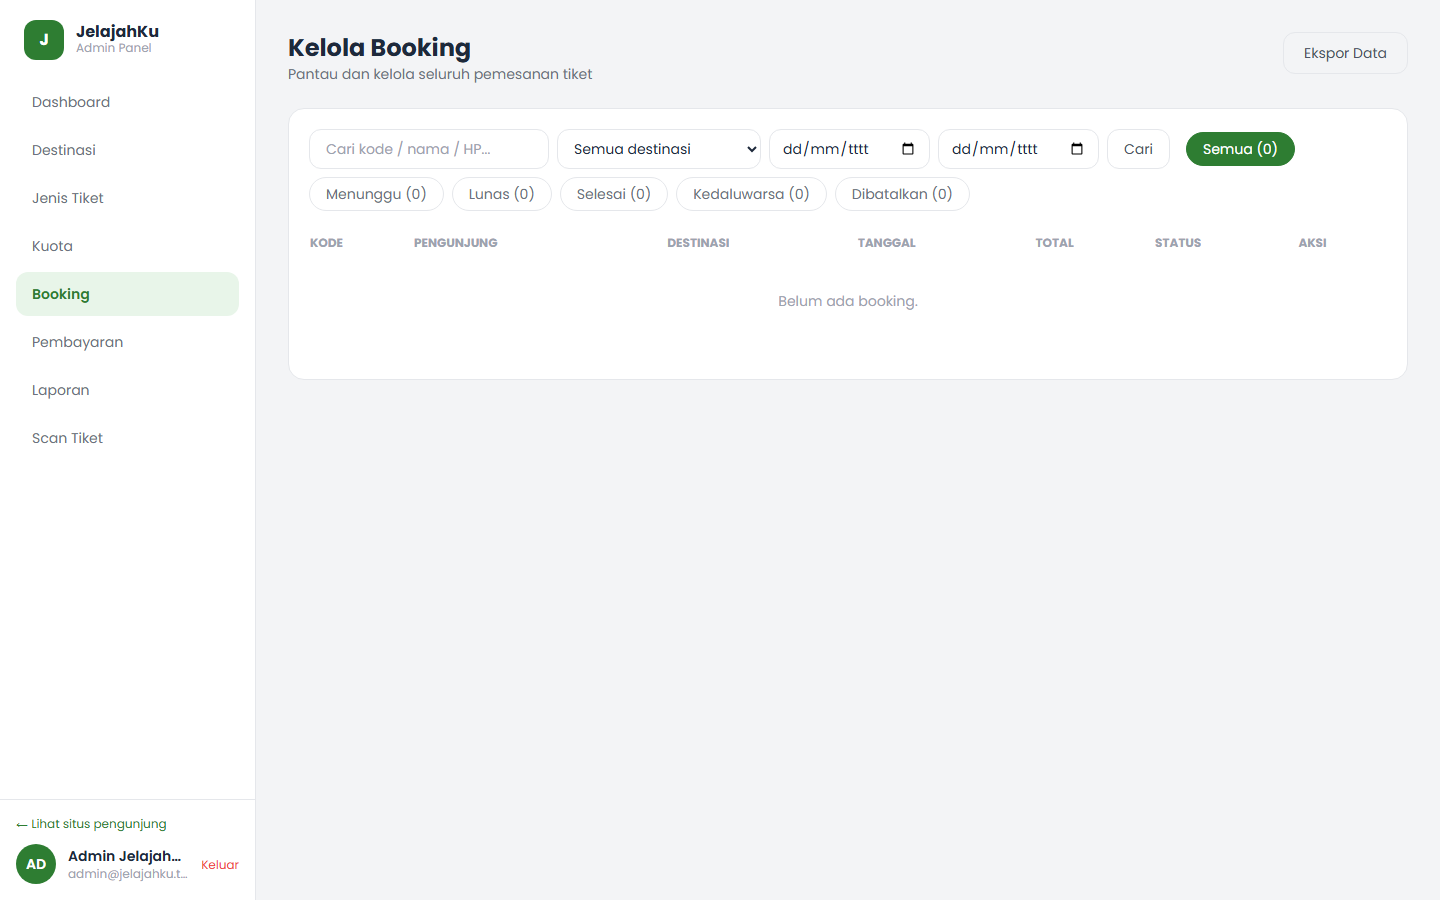 J
JelajahKu
Admin Panel
Dashboard
Destinasi
Jenis Tiket
Kuota
Booking
Pembayaran
Laporan
Scan Tiket
← Lihat situs pengunjung
AD
Admin Jelajah...
admin@jelajahku.t...
Keluar
Kelola Booking
Pantau dan kelola seluruh pemesanan tiket
Ekspor Data
Cari kode / nama / HP...
Semua destinasi
dd/mm/tttt
dd/mm/tttt
Cari
Semua (0)
Menunggu (0)
Lunas (0)
Selesai (0)
Kedaluwarsa (0)
Dibatalkan (0)
KODE PENGUNJUNG DESTINASI TANGGAL TOTAL STATUS AKSI
Belum ada booking.